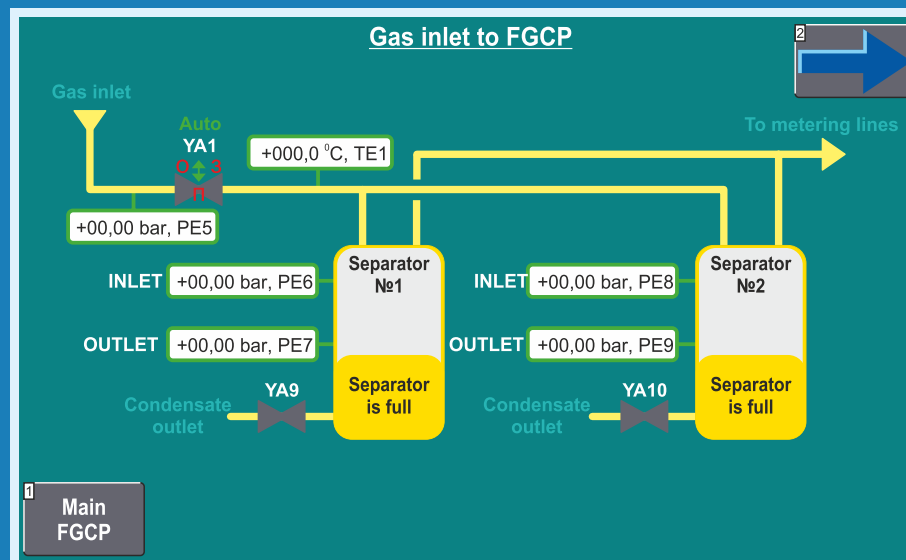 Gas inlet to FGCP
2
Gas inlet
Auto
YA1
О З
П
+000,0 ⁰C, TE1
To metering lines
+00,00 bar, PE5
Separator
№1
Separator
№2
INLET +00,00 bar, PE6
INLET +00,00 bar, PE8
OUTLET +00,00 bar, PE7
OUTLET +00,00 bar, PE9
YA9
Separator
is full
YA10
Separator
is full
Condensate
outlet
Condensate
outlet
1
Main
FGCP